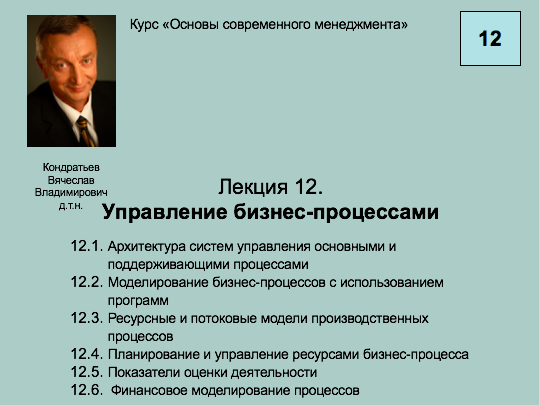 Курс «Основы современного менеджмента»
12
Кондратьев
Вячеслав
Владимирович
д.т.н.
Лекция 12.
Управление бизнес-процессами
12.1. Архитектура систем управления основными и
поддерживающими процессами
12.2. Моделирование бизнес-процессов с использованием
программ
12.3. Ресурсные и потоковые модели производственных
процессов
12.4. Планирование и управление ресурсами бизнес-процесса
12.5. Показатели оценки деятельности
12.6. Финансовое моделирование процессов